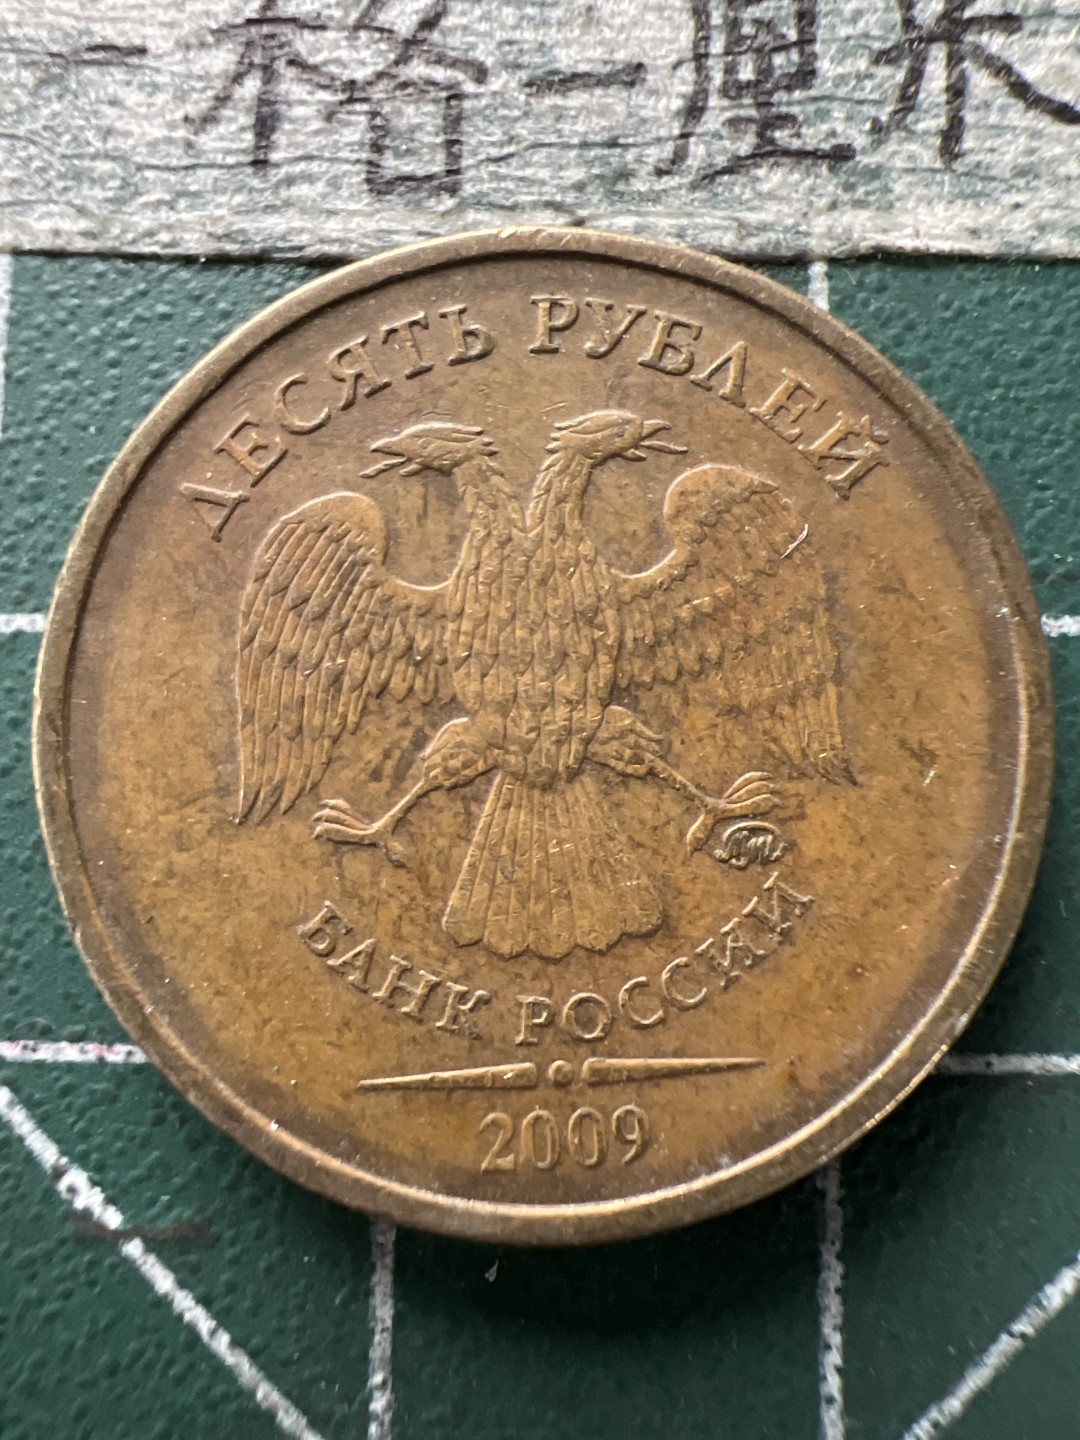 一格一厘米
ДЕСЯТЬ РУБЛЕЙ
БАНК РОССИИ
2009